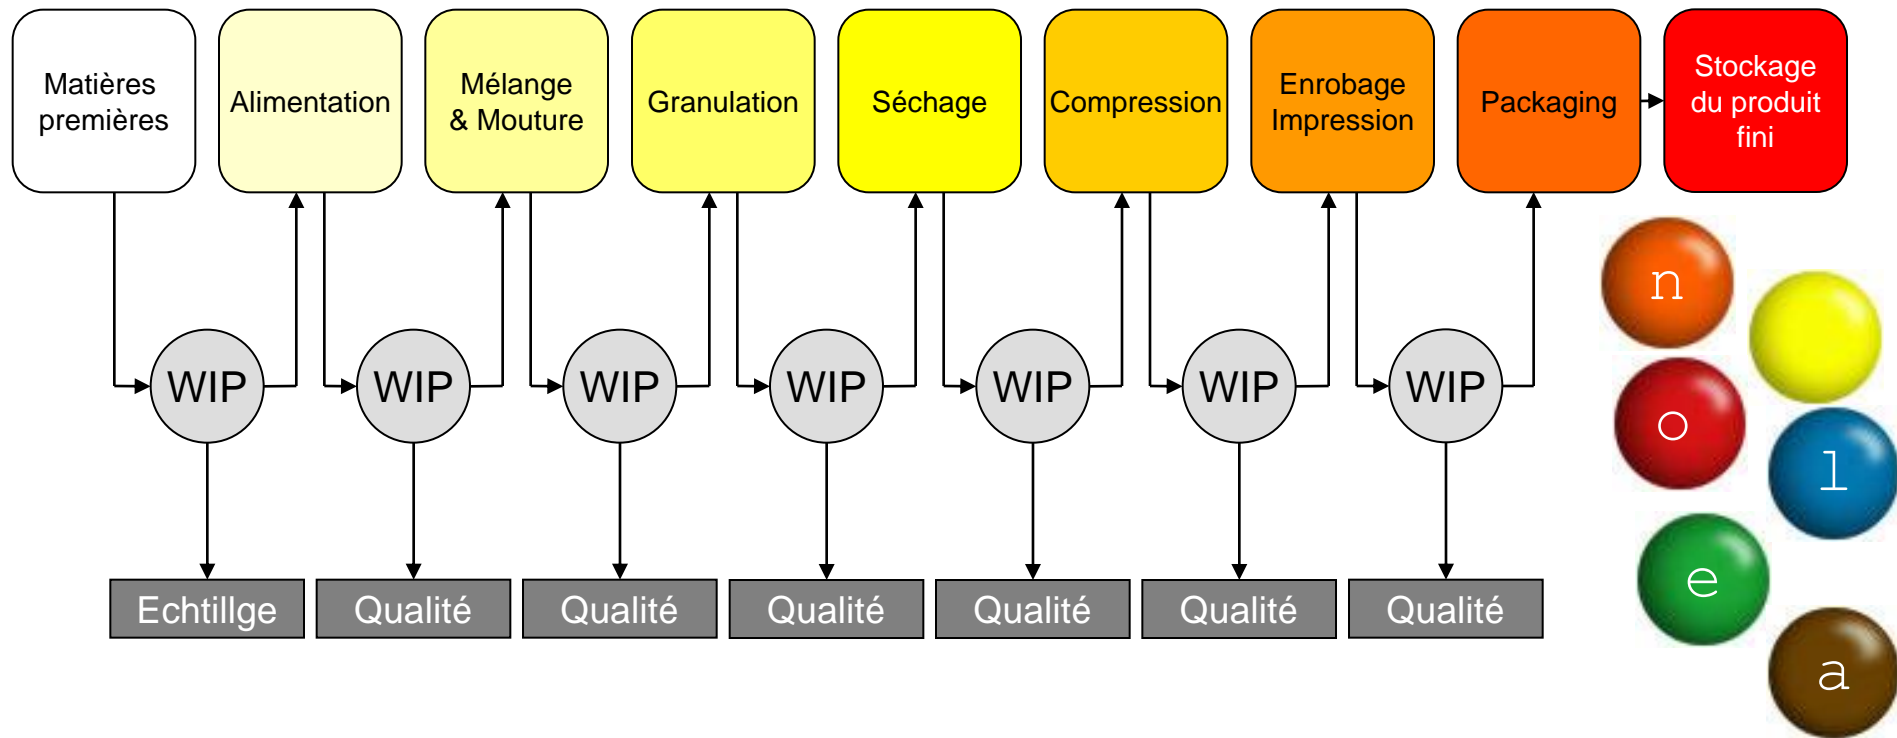 Matières
premières
Alimentation
Mélange
& Mouture
Granulation
Séchage
Compression
Enrobage
Impression
Packaging
Stockage
du produit
fini
WIP
WIP
WIP
WIP
WIP
WIP
WIP
Echtillge
Qualité
Qualité
Qualité
Qualité
Qualité
Qualité
n
o
l
e
a